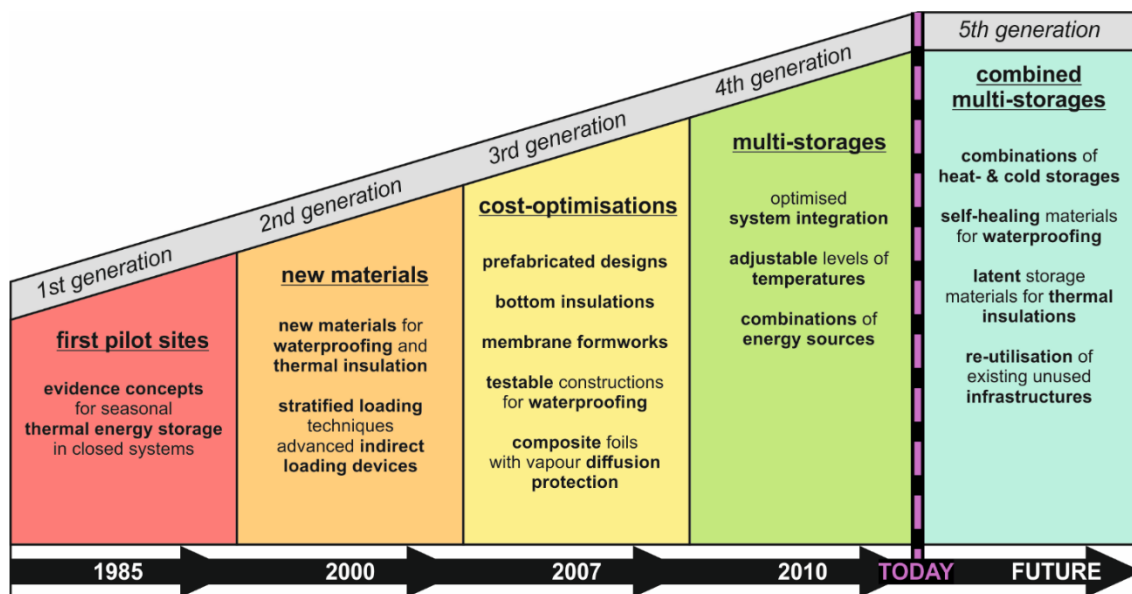 1st generation
first pilot sites
evidence concepts
for seasonal
thermal energy storage
in closed systems
2nd generation
new materials
new materials for
waterproofing and
thermal insulation
stratified loading
techniques
advanced indirect
loading devices
3rd generation
cost-optimisations
prefabricated designs
bottom insulations
membrane formworks
testable constructions
for waterproofing
composite foils
with vapour diffusion
protection
4th generation
multi-storages
optimised
system integration
adjustable levels of
temperatures
combinations of
energy sources
5th generation
combined
multi-storages
combinations of
heat- & cold storages
self-healing materials
for waterproofing
latent storage
materials for thermal
insulations
re-utilisation of
existing unused
infrastructures
1985
2000
2007
2010
TODAY
FUTURE